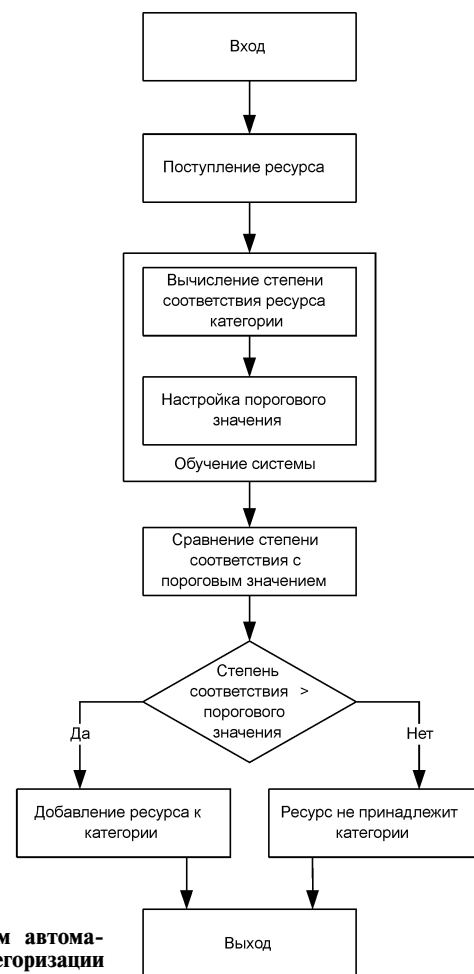 Вход
Поступление ресурса
Вычисление степени
соответствия ресурса
категории
Настройка порогового
значения
Обучение системы
Сравнение степени
соответствия с
пороговым значением
Степень
соответствия >
порогового
значения
Да
Нет
Добавление ресурса к
категории
Ресурс не принадлежит
категории
Выход
автома-